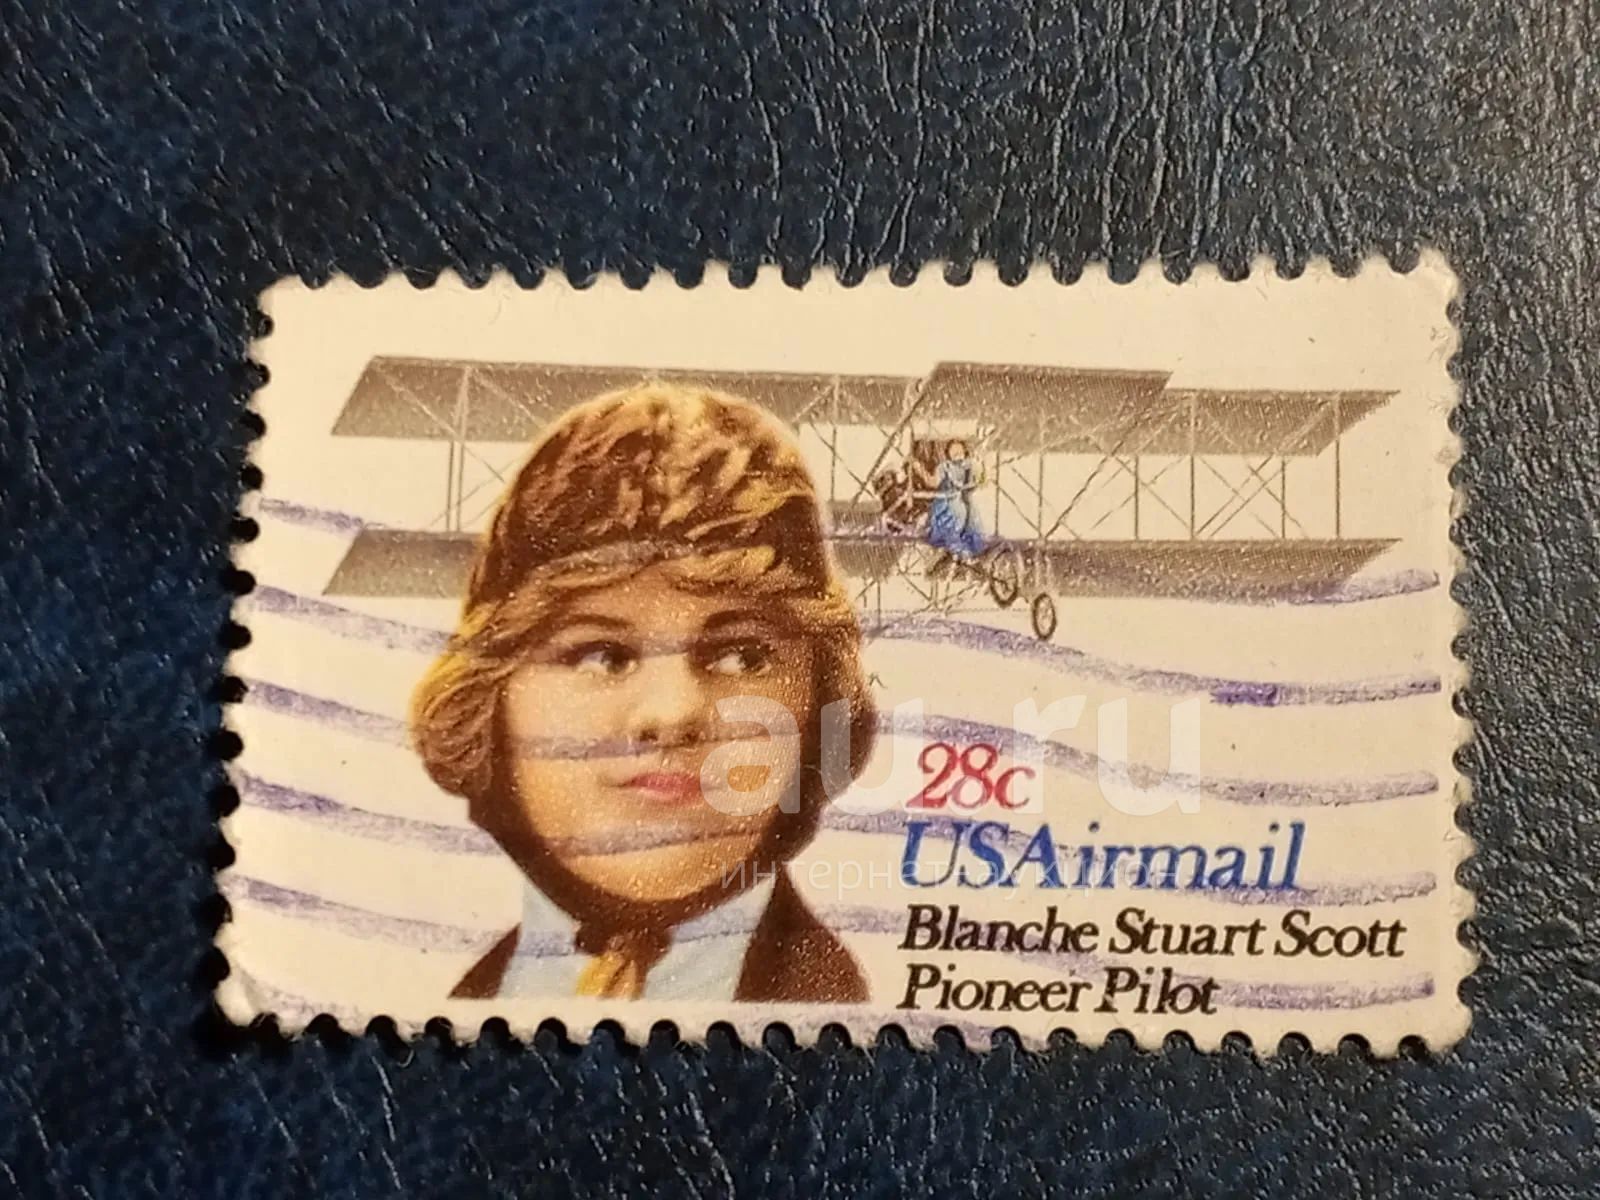 au.ru
интернет-аукцион
28c
USAirmail
Blanche Stuart Scott
Pioneer Pilot